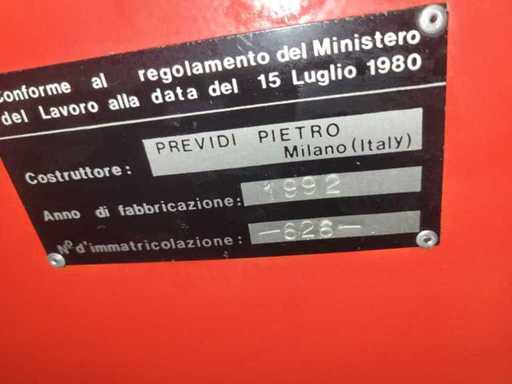 Conforme al regolamento del Ministero
del Lavoro alla data del 15 Luglio 1980
Costruttore: PREVIDI PIETRO
Milano (Italy)
Anno di fabbricazione: 1992
N° d'immatricolazione: -626-